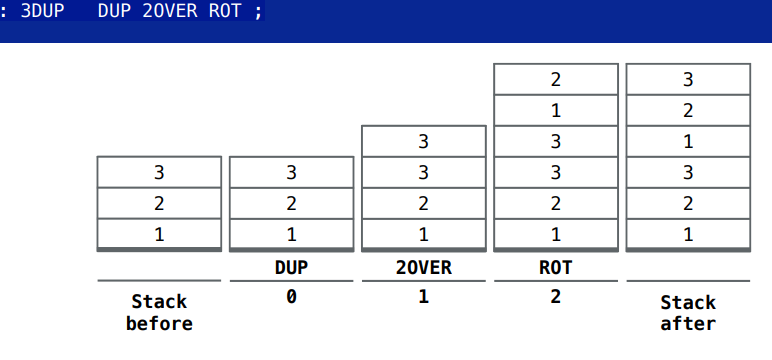 : 3DUP   DUP 2OVER ROT ;
2 3
1 2
3 3 1
3 3 3 3 3
2 2 2 2 2
1 1 1 1 1
DUP 2OVER ROT
0 1 2
Stack before
Stack after